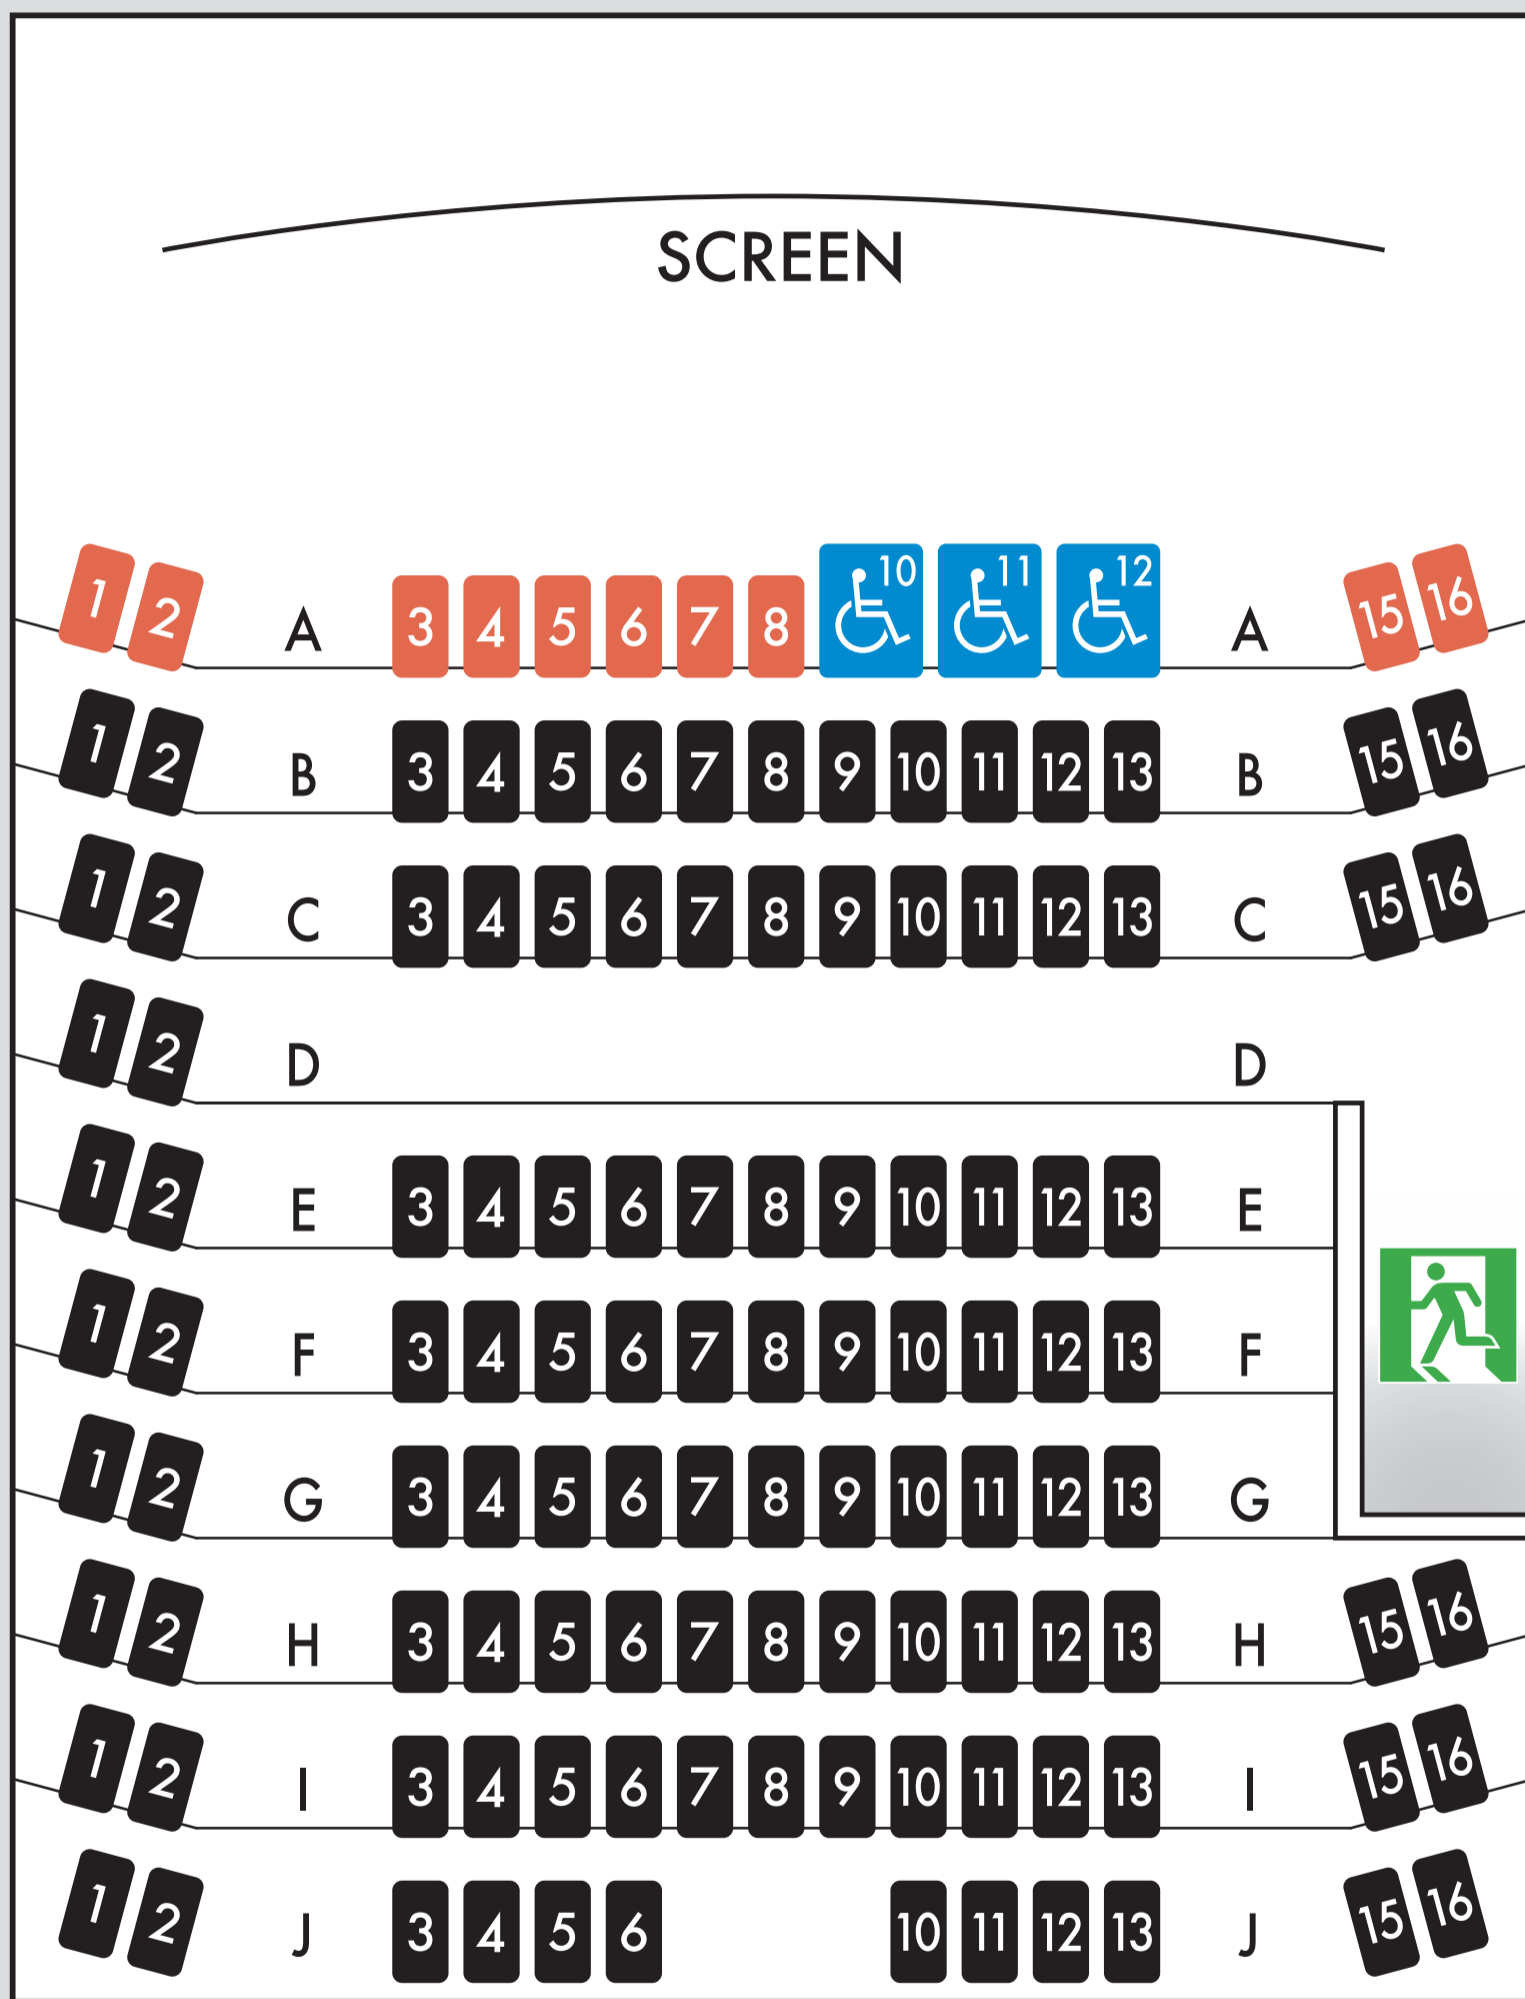 SCREEN
1 2 A 3 4 5 6 7 8 10 11 12 A 15 16
1 2 B 3 4 5 6 7 8 9 10 11 12 13 B 15 16
1 2 C 3 4 5 6 7 8 9 10 11 12 13 C 15 16
1 2 D D
1 2 E 3 4 5 6 7 8 9 10 11 12 13 E
1 2 F 3 4 5 6 7 8 9 10 11 12 13 F
1 2 G 3 4 5 6 7 8 9 10 11 12 13 G
1 2 H 3 4 5 6 7 8 9 10 11 12 13 H 15 16
1 2 I 3 4 5 6 7 8 9 10 11 12 13 I 15 16
1 2 J 3 4 5 6 10 11 12 13 J 15 16